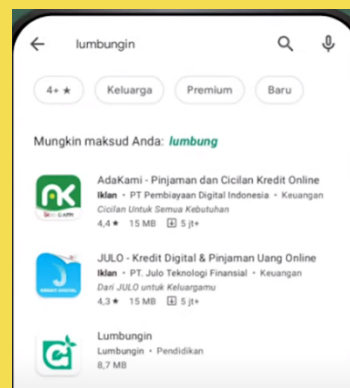 lumbungin
4+ ★
Keluarga
Premium
Baru
Mungkin maksud Anda: lumbung
AdaKami - Pinjaman dan Cicilan Kredit Online
Iklan • PT Pembiayaan Digital Indonesia • Keuangan
Cicilan Untuk Semua Kebutuhan
4,4 ★ 15 MB 5 jt+
JULO - Kredit Digital & Pinjaman Uang Online
Iklan • PT. Julo Teknologi Finansial • Keuangan
Dari JULO untuk Keluargamu
KREDIT DIGITAL
4,3 ★ 15 MB 5 jt+
Lumbungin
Lumbungin • Pendidikan
8,7 MB